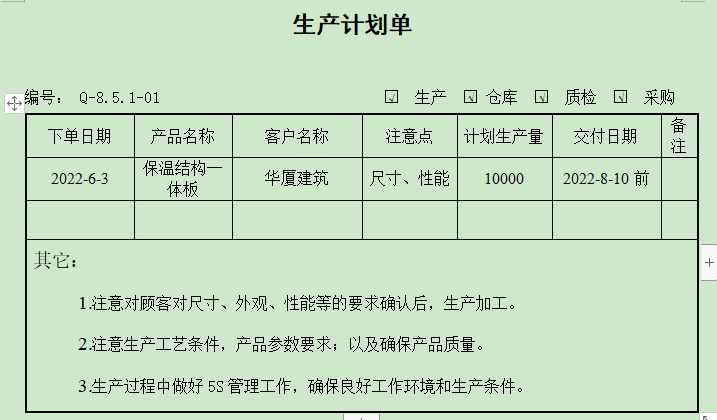 生产计划单
编号： Q-8.5.1-01 ☑ 生产 ☑ 仓库 ☑ 质检 ☑ 采购
下单日期 产品名称 客户名称 注意点 计划生产量 交付日期 备注
2022-6-3 保温结构一体板 华厦建筑 尺寸、性能 10000 2022-8-10 前
其它：
1.注意对顾客对尺寸、外观、性能等的要求确认后，生产加工。
2.注意生产工艺条件，产品参数要求；以及确保产品质量。
3.生产过程中做好 5S 管理工作，确保良好工作环境和生产条件。